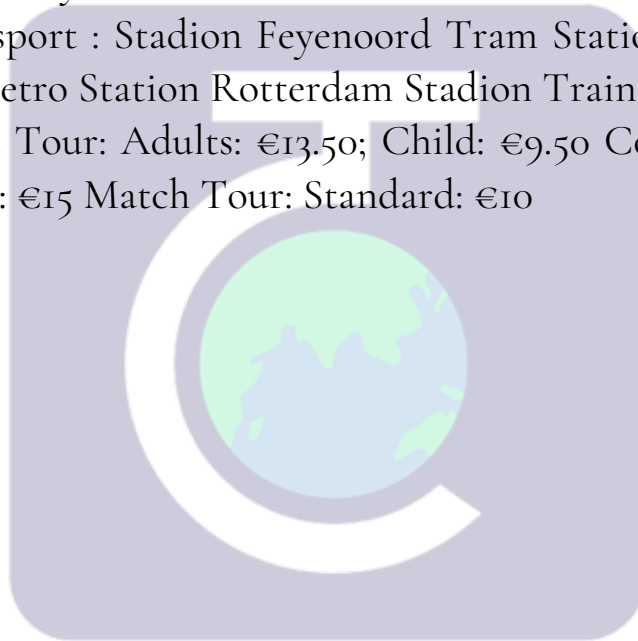 sport : Stadion Feyenoord Tram Static
etro Station Rotterdam Stadion Train
Tour: Adults: €13.50; Child: €9.50 Co
: €15 Match Tour: Standard: €10